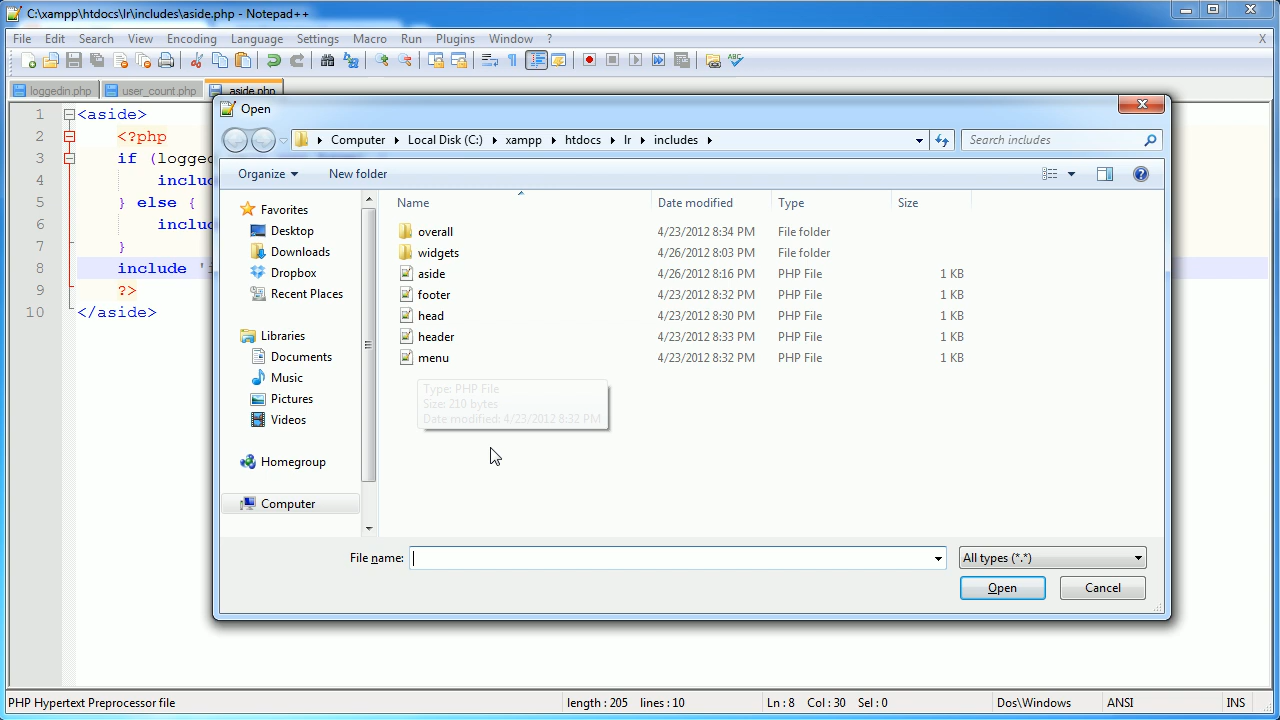 C:\xampp\htdocs\lr\includes\aside.php - Notepad++
File Edit Search View Encoding Language Settings Macro Run Plugins Window ? X
loggedin.php user_count.php aside.php
Open
Computer Local Disk (C:) xampp htdocs lr includes Search includes
Organize New folder
Favorites
Desktop
Downloads
Dropbox
Recent Places
Libraries
Documents
Music
Pictures
Videos
Homegroup
Computer
Name Date modified Type Size
overall 4/23/2012 8:34 PM File folder
widgets 4/26/2012 8:03 PM File folder
aside 4/26/2012 8:16 PM PHP File 1 KB
footer 4/23/2012 8:32 PM PHP File 1 KB
head 4/23/2012 8:30 PM PHP File 1 KB
header 4/23/2012 8:33 PM PHP File 1 KB
menu 4/23/2012 8:32 PM PHP File 1 KB
Type: PHP File
Size: 210 bytes
Date modified: 4/23/2012 8:32 PM
File name: All types (*.*)
Open Cancel
1 <aside>
2 <?php
3 if (logged
4 includ
5 } else {
6 includ
7 }
8 include '
9 ?>
10 </aside>
PHP Hypertext Preprocessor file length : 205 lines : 10 Ln : 8 Col : 30 Sel : 0 Dos\Windows ANSI INS